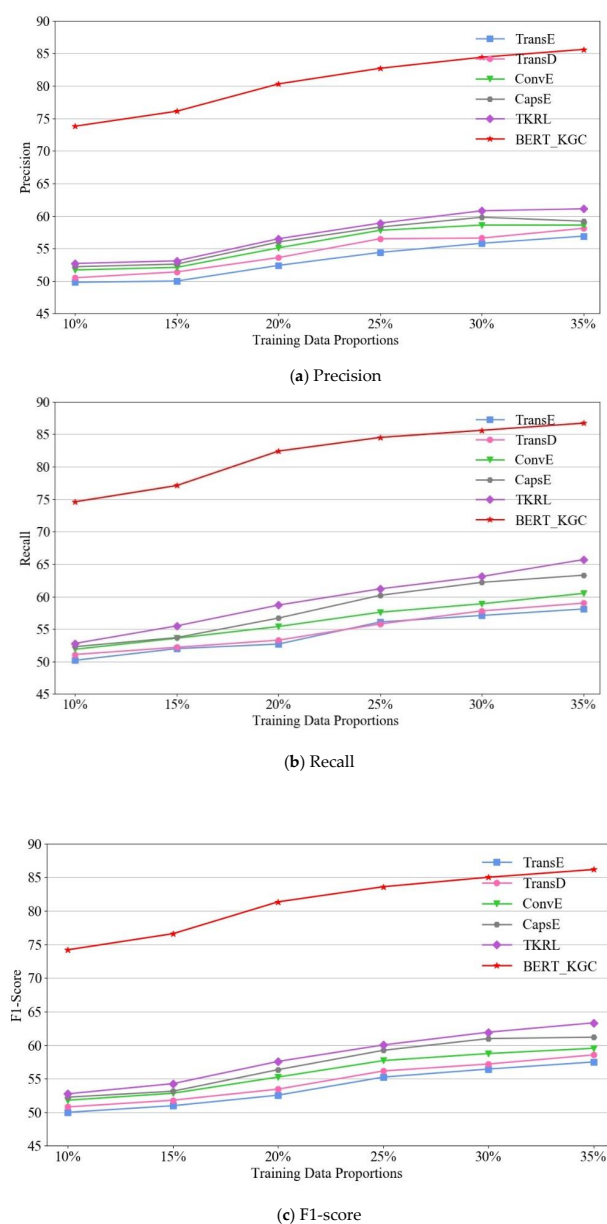 90
85
80
75
70
65
60
55
50
45
Precision
TransE
TransD
ConvE
CapsE
TKRL
BERT_KGC
10% 15% 20% 25% 30% 35%
Training Data Proportions
(a) Precision
90
85
80
75
70
65
60
55
50
45
Recall
TransE
TransD
ConvE
CapsE
TKRL
BERT_KGC
10% 15% 20% 25% 30% 35%
Training Data Proportions
(b) Recall
90
85
80
75
70
65
60
55
50
45
F1-Score
TransE
TransD
ConvE
CapsE
TKRL
BERT_KGC
10% 15% 20% 25% 30% 35%
Training Data Proportions
(c) F1-score